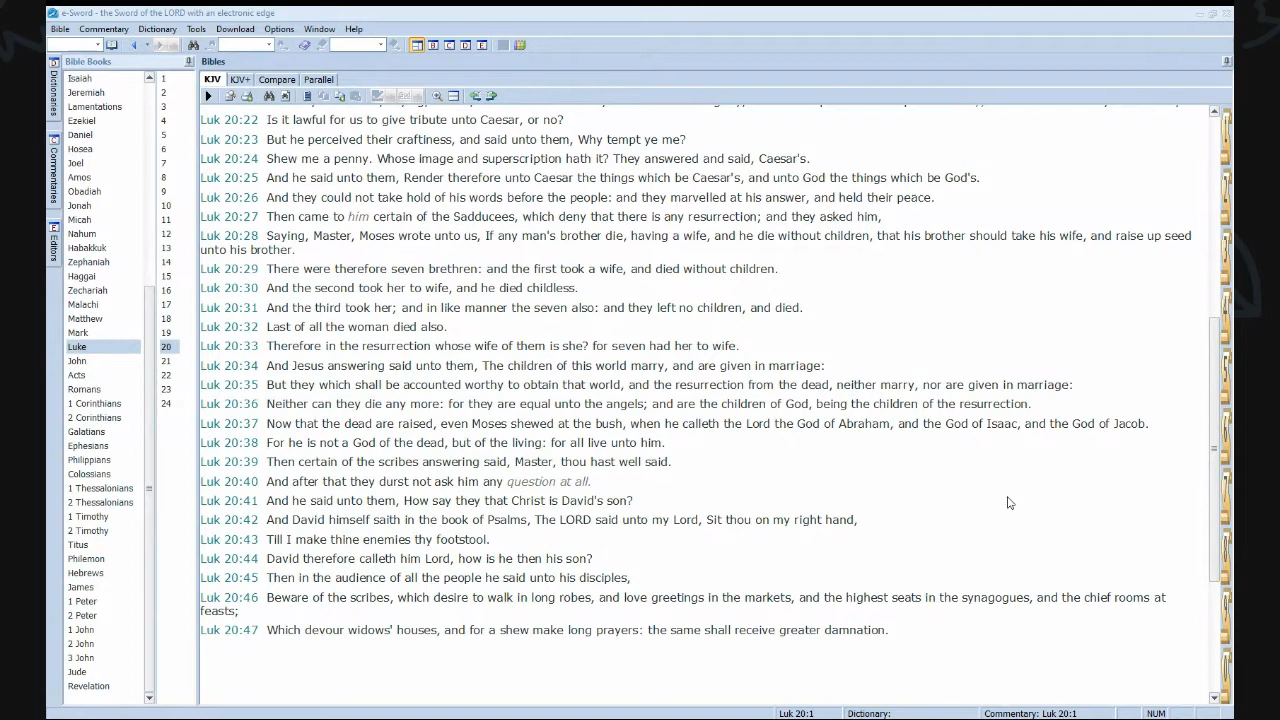 e-Sword - the Sword of the LORD with an electronic edge
Bible Commentary Dictionary Tools Download Options Window Help
B C D E
Bible Books
Bibles
Dictionaries
Commentaries
Editors
D
C
E
KJV KJV+ Compare Parallel
Isaiah
Jeremiah
Lamentations
Ezekiel
Daniel
Hosea
Joel
Amos
Obadiah
Jonah
Micah
Nahum
Habakkuk
Zephaniah
Haggai
Zechariah
Malachi
Matthew
Mark
Luke
John
Acts
Romans
1 Corinthians
2 Corinthians
Galatians
Ephesians
Philippians
Colossians
1 Thessalonians
2 Thessalonians
1 Timothy
2 Timothy
Titus
Philemon
Hebrews
James
1 Peter
2 Peter
1 John
2 John
3 John
Jude
Revelation
1
2
3
4
5
6
7
8
9
10
11
12
13
14
15
16
17
18
19
20
21
22
23
24
Luk 20:22 Is it lawful for us to give tribute unto Caesar, or no?
Luk 20:23 But he perceived their craftiness, and said unto them, Why tempt ye me?
Luk 20:24 Shew me a penny. Whose image and superscription hath it? They answered and said, Caesar's.
Luk 20:25 And he said unto them, Render therefore unto Caesar the things which be Caesar's, and unto God the things which be God's.
Luk 20:26 And they could not take hold of his words before the people: and they marvelled at his answer, and held their peace.
Luk 20:27 Then came to him certain of the Sadducees, which deny that there is any resurrection; and they asked him,
Luk 20:28 Saying, Master, Moses wrote unto us, If any man's brother die, having a wife, and he die without children, that his brother should take his wife, and raise up seed
unto his brother.
Luk 20:29 There were therefore seven brethren: and the first took a wife, and died without children.
Luk 20:30 And the second took her to wife, and he died childless.
Luk 20:31 And the third took her; and in like manner the seven also: and they left no children, and died.
Luk 20:32 Last of all the woman died also.
Luk 20:33 Therefore in the resurrection whose wife of them is she? for seven had her to wife.
Luk 20:34 And Jesus answering said unto them, The children of this world marry, and are given in marriage:
Luk 20:35 But they which shall be accounted worthy to obtain that world, and the resurrection from the dead, neither marry, nor are given in marriage:
Luk 20:36 Neither can they die any more: for they are equal unto the angels; and are the children of God, being the children of the resurrection.
Luk 20:37 Now that the dead are raised, even Moses shewed at the bush, when he calleth the Lord the God of Abraham, and the God of Isaac, and the God of Jacob.
Luk 20:38 For he is not a God of the dead, but of the living: for all live unto him.
Luk 20:39 Then certain of the scribes answering said, Master, thou hast well said.
Luk 20:40 And after that they durst not ask him any question at all.
Luk 20:41 And he said unto them, How say they that Christ is David's son?
Luk 20:42 And David himself saith in the book of Psalms, The LORD said unto my Lord, Sit thou on my right hand,
Luk 20:43 Till I make thine enemies thy footstool.
Luk 20:44 David therefore calleth him Lord, how is he then his son?
Luk 20:45 Then in the audience of all the people he said unto his disciples,
Luk 20:46 Beware of the scribes, which desire to walk in long robes, and love greetings in the markets, and the highest seats in the synagogues, and the chief rooms at
feasts;
Luk 20:47 Which devour widows' houses, and for a shew make long prayers: the same shall receive greater damnation.
Luk 20:1 Dictionary: Commentary: Luk 20:1 NUM